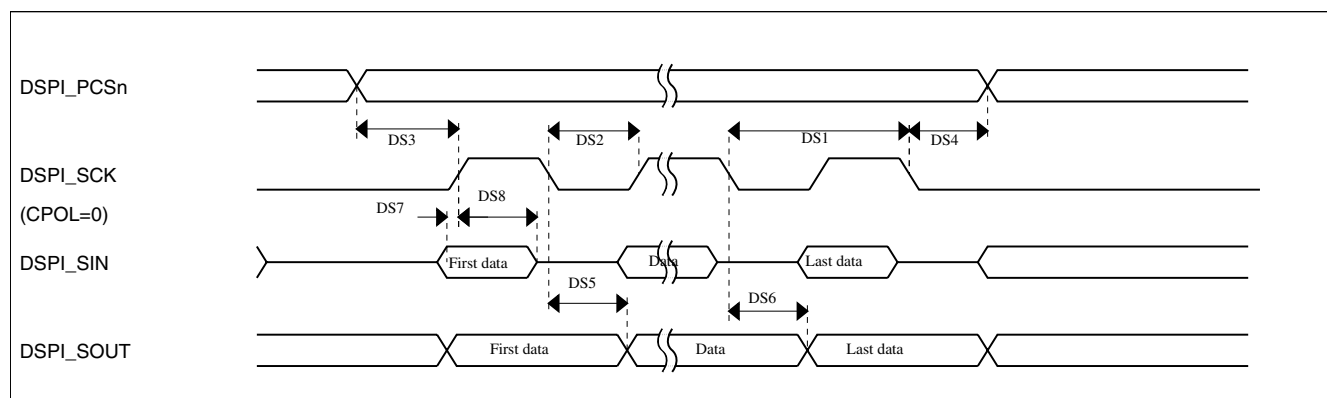 DSPI_PCSn
DS3
DS2
DS1
DS4
DSPI_SCK
(CPOL=0)
DS7
DS8
DSPI_SIN
First data
Data
Last data
DS5
DS6
DSPI_SOUT
First data
Data
Last data